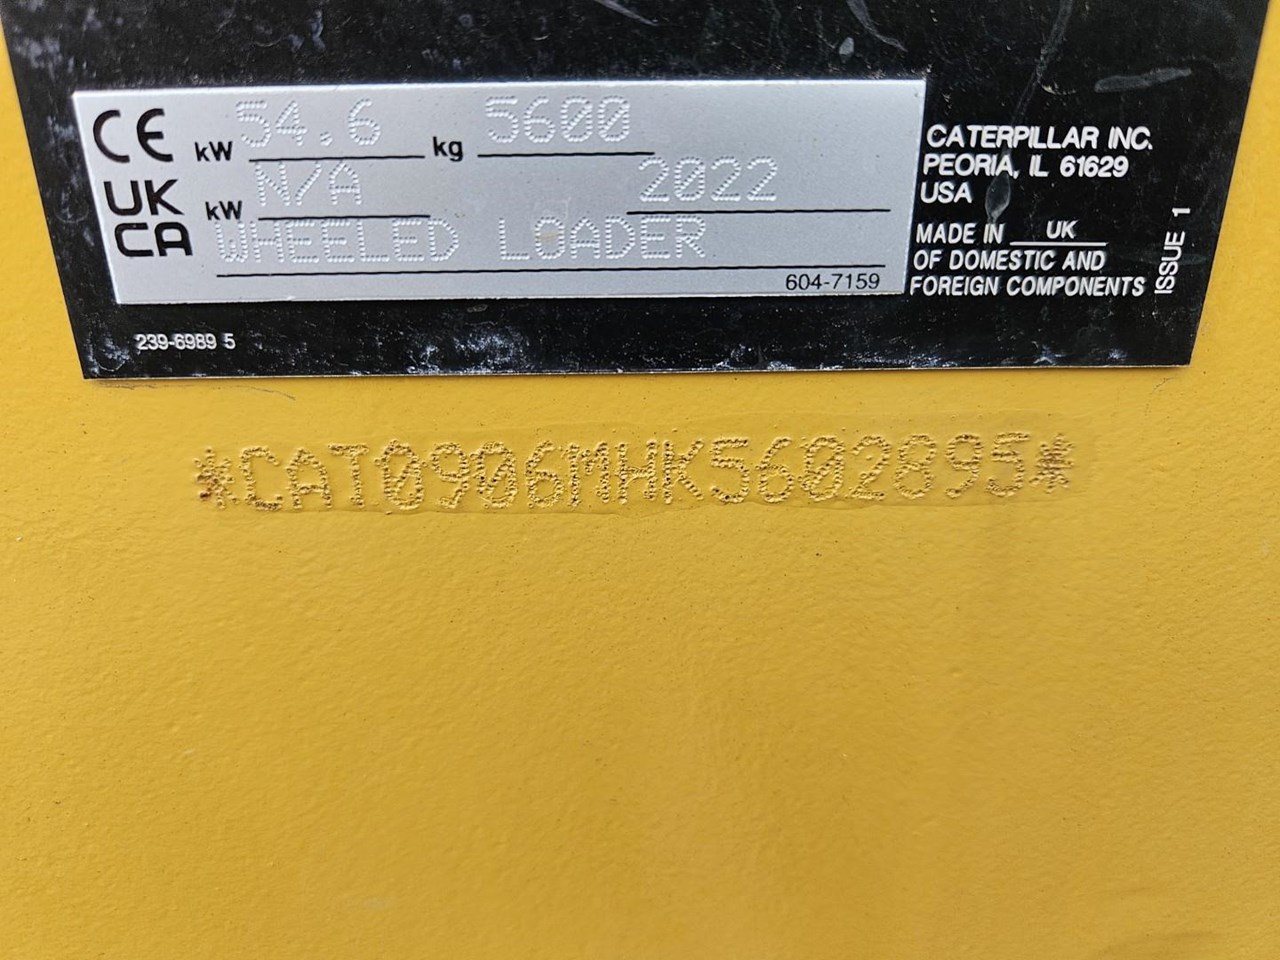 CE kW 54.6 kg 5600
UK
CA kW N/A 2022
WHEELED LOADER
604-7159
239-6989 5
CATERPILLAR INC.
PEORIA, IL 61629
USA
MADE IN UK
OF DOMESTIC AND
FOREIGN COMPONENTS
ISSUE 1
*CAT0906MHK5602895*